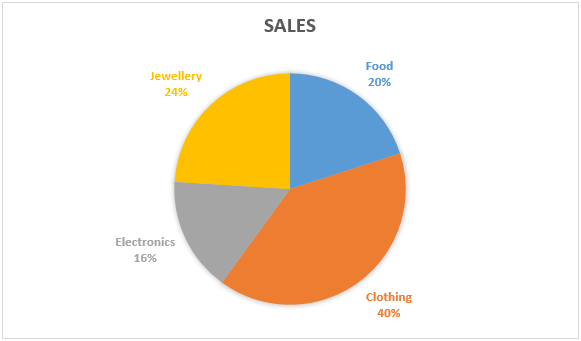 SALES
Food
20%
Jewellery
24%
Electronics
16%
Clothing
40%